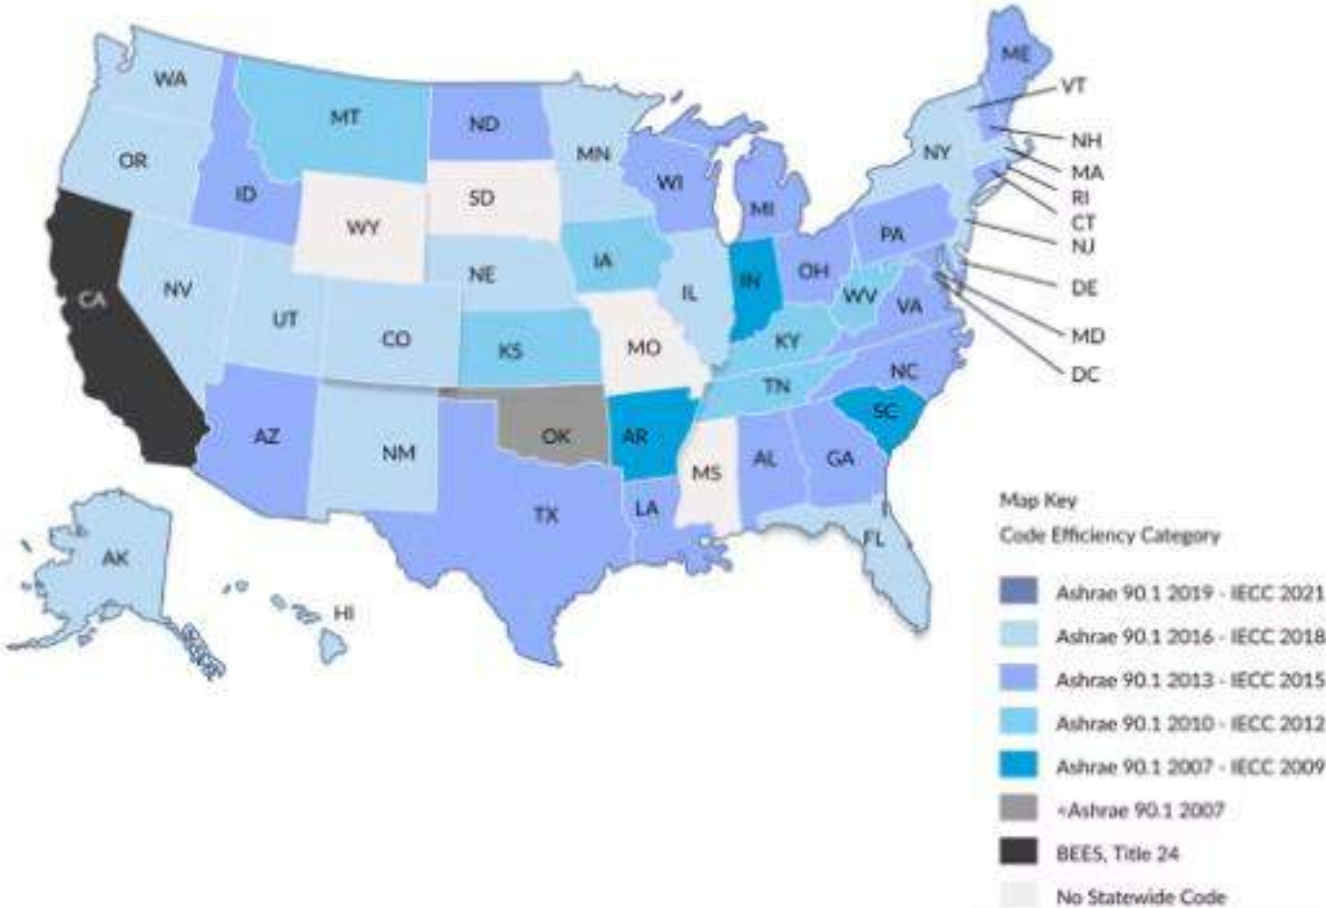 ME
WA
VT
MT
ND
NH
OR
MN
NY
MA
ID
SD
WI
RI
MI
CT
WY
PA
NJ
NE
IA
OH
IN
DE
NV
IL
WV
CA
VA
UT
CO
MD
KS
MO
KY
DC
NC
TN
SC
AZ
OK
AR
NM
AL
GA
MS
LA
TX
FL
AK
HI
Map Key
Code Efficiency Category
Ashrae 90.1 2019 - IECC 2021
Ashrae 90.1 2016 - IECC 2018
Ashrae 90.1 2013 - IECC 2015
Ashrae 90.1 2010 - IECC 2012
Ashrae 90.1 2007 - IECC 2009
<Ashrae 90.1 2007
BEES, Title 24
No Statewide Code